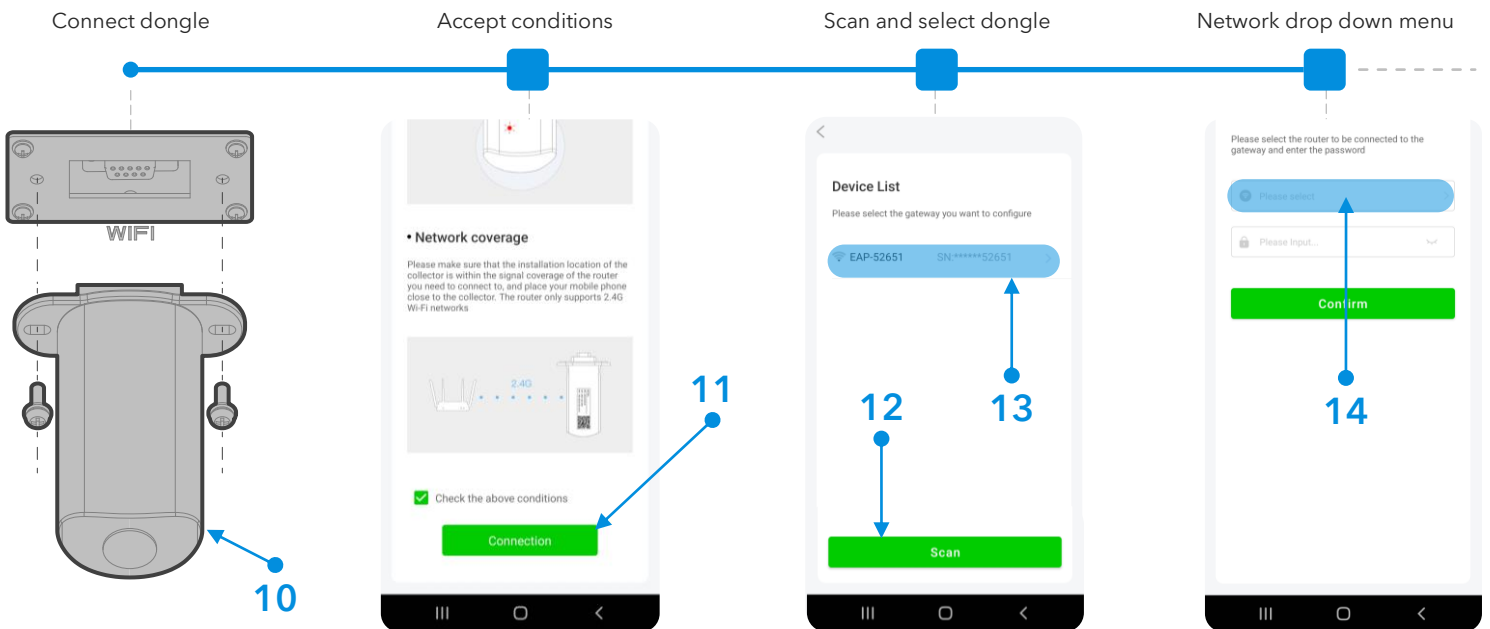 Connect dongle
Accept conditions
Scan and select dongle
Network drop down menu
WIFI
10
• Network coverage
Please make sure that the installation location of the
collector is within the signal coverage of the router
you need to connect to, and place your mobile phone
close to the collector. The router only supports 2.4G
Wi-Fi networks
2.4G
Check the above conditions
Connection
11
Device List
Please select the gateway you want to configure
EAP-52651 SN:******52651
13
12
Scan
Please select the router to be connected to the
gateway and enter the password
Please select
Please Input...
Confirm
14